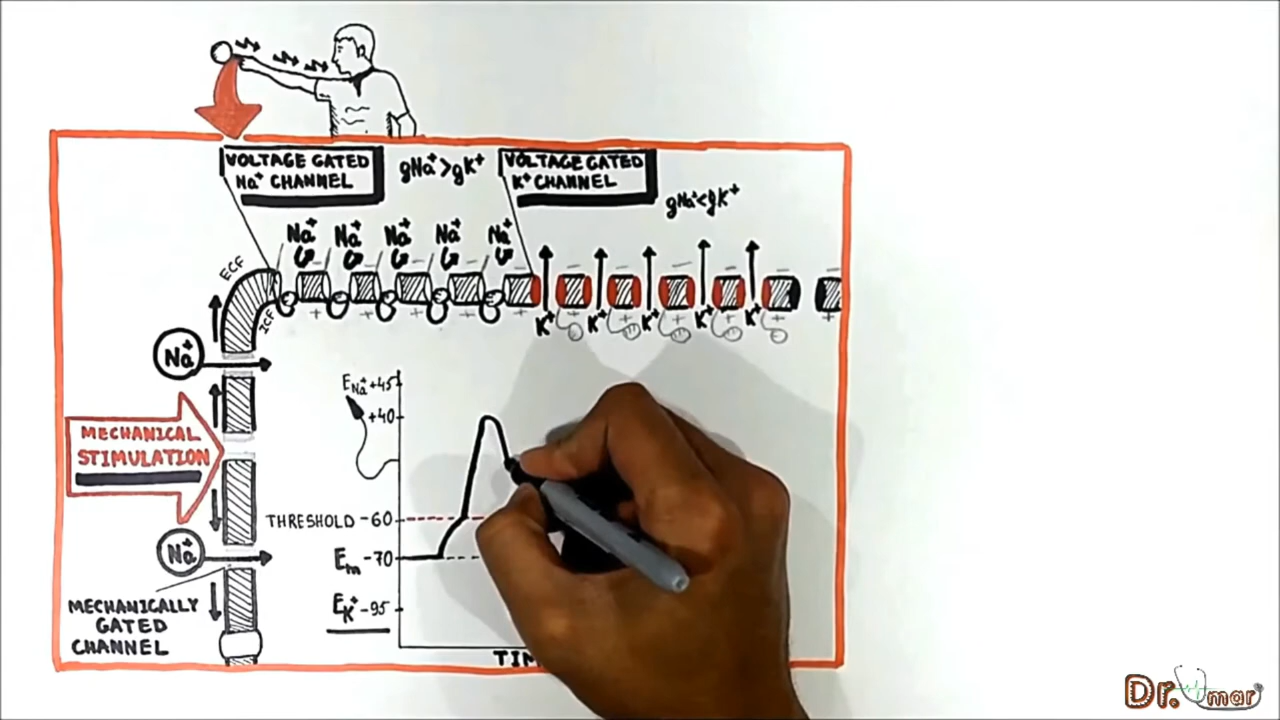 VOLTAGE GATED
Na+ CHANNEL
gNa+>gK+
VOLTAGE GATED
K+ CHANNEL
gNa+<gK+
Na+ Na+ Na+ Na+ Na+
ECF
ICF
K+ K+ K+ K+ K+
Na+
MECHANICAL
STIMULATION
Na+
MECHANICALLY
GATED
CHANNEL
ENa+ +45
+40
THRESHOLD -60
Em -70
EK+ -95
Dr. Umar